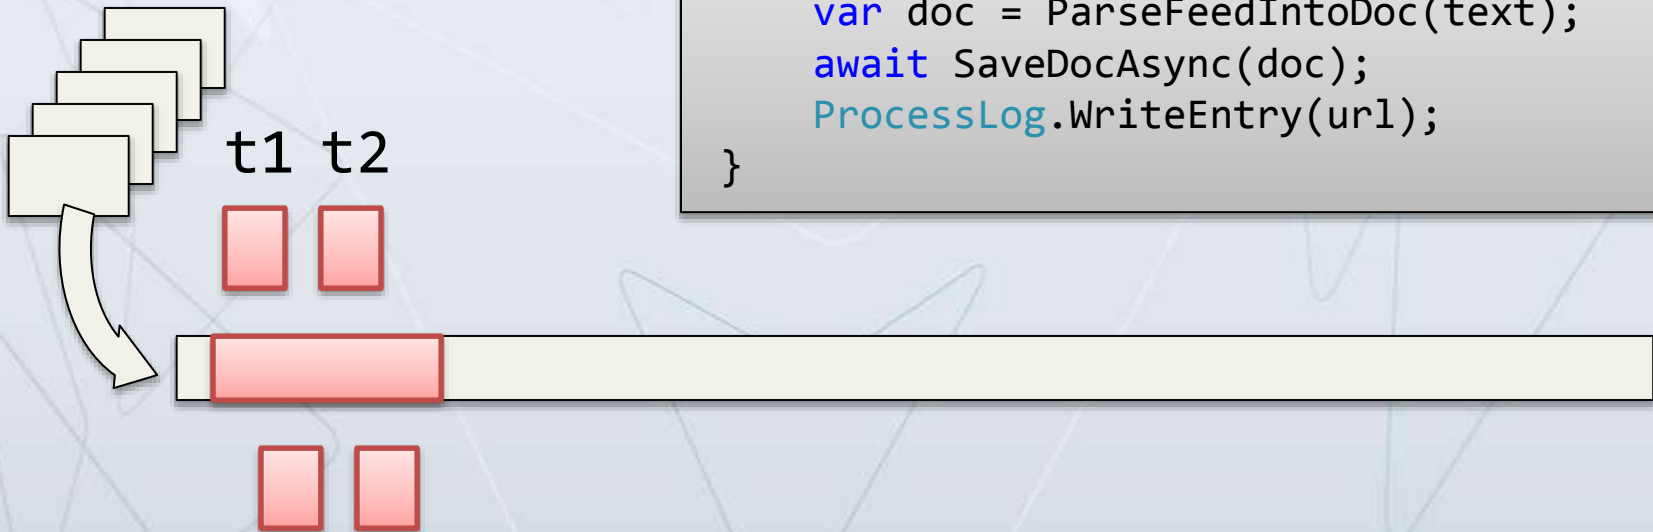 var doc = ParseFeedIntoDoc(text);
await SaveDocAsync(doc);
ProcessLog.WriteEntry(url);
}
t1 t2